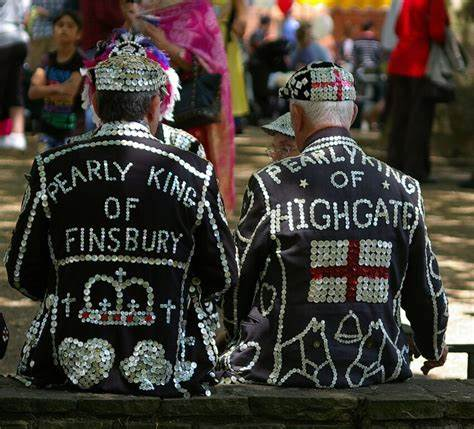 PEARLY KING
OF
FINSBURY
PEARLY KING
OF
HIGHGATE